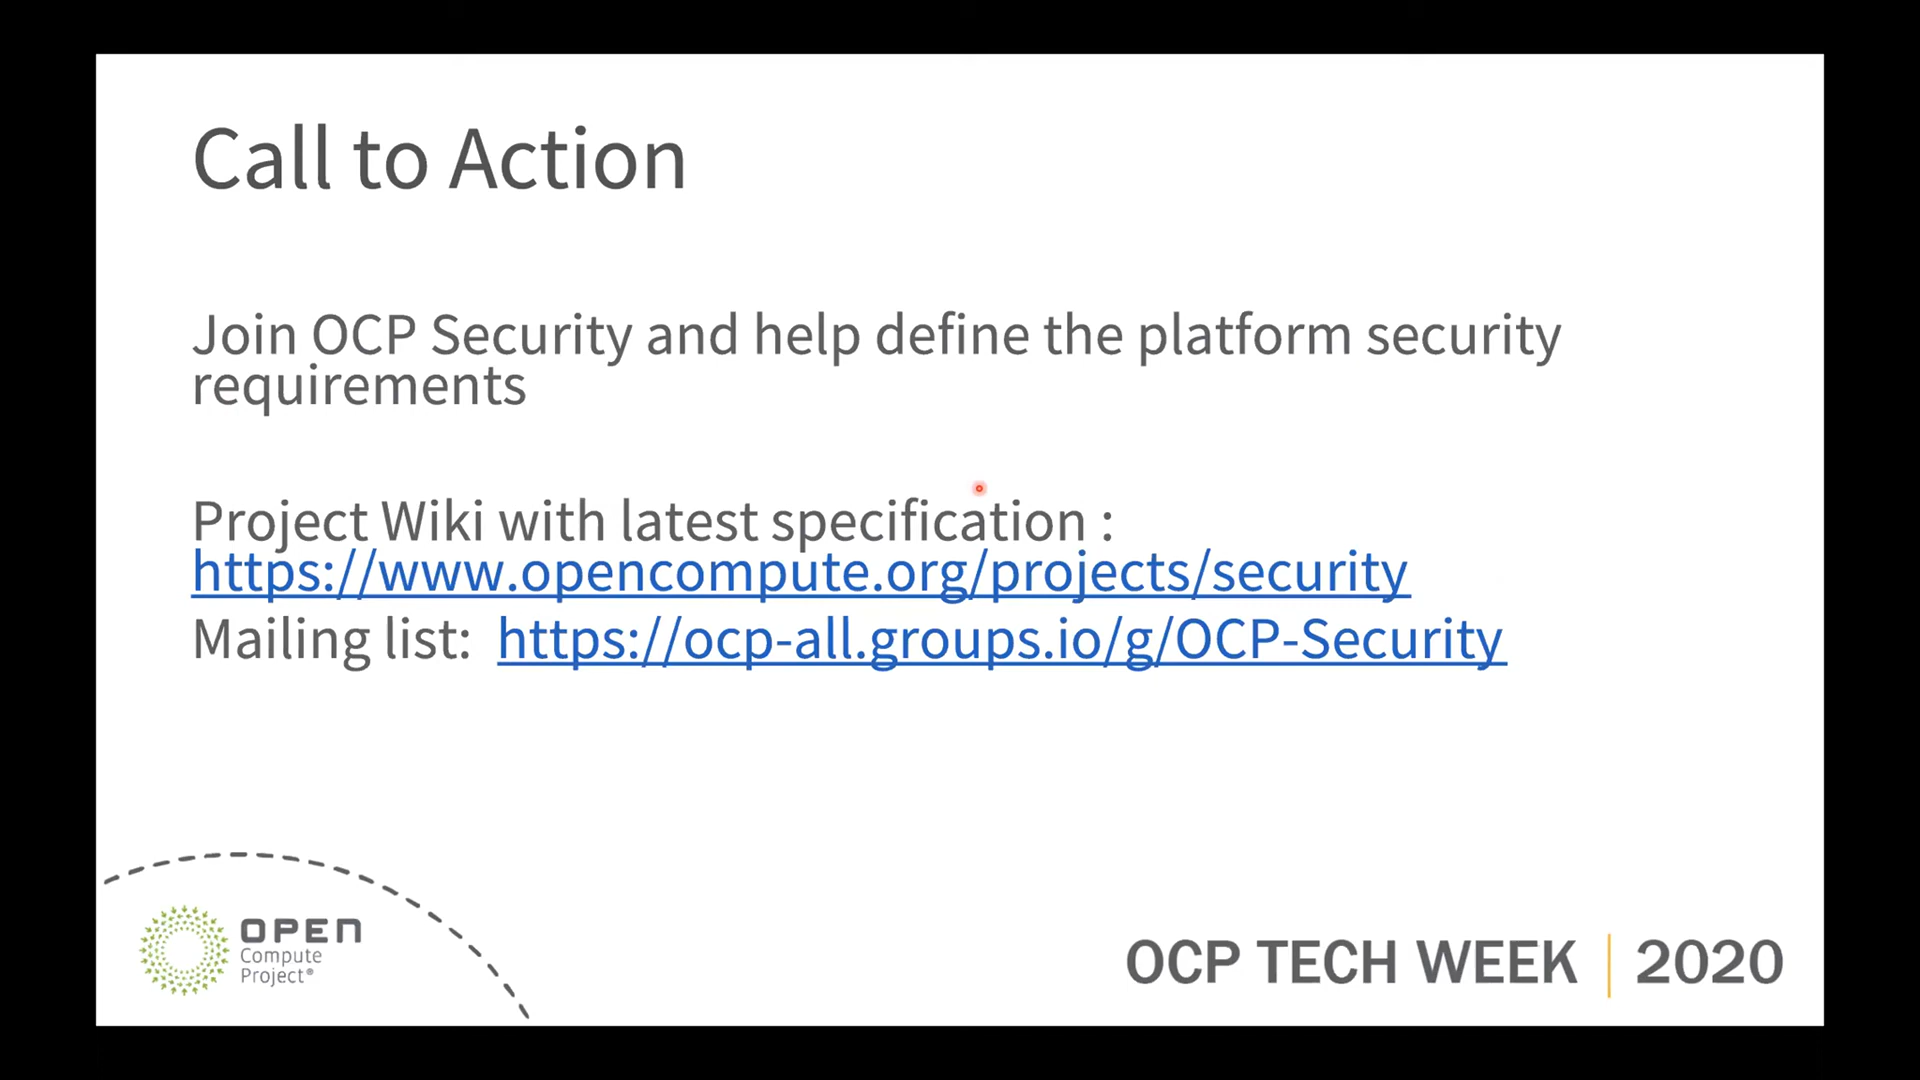 Call to Action
Join OCP Security and help define the platform security
requirements
Project Wiki with latest specification :
https://www.opencompute.org/projects/security
Mailing list: https://ocp-all.groups.io/g/OCP-Security
OPEN
Compute
Project®
OCP TECH WEEK | 2020